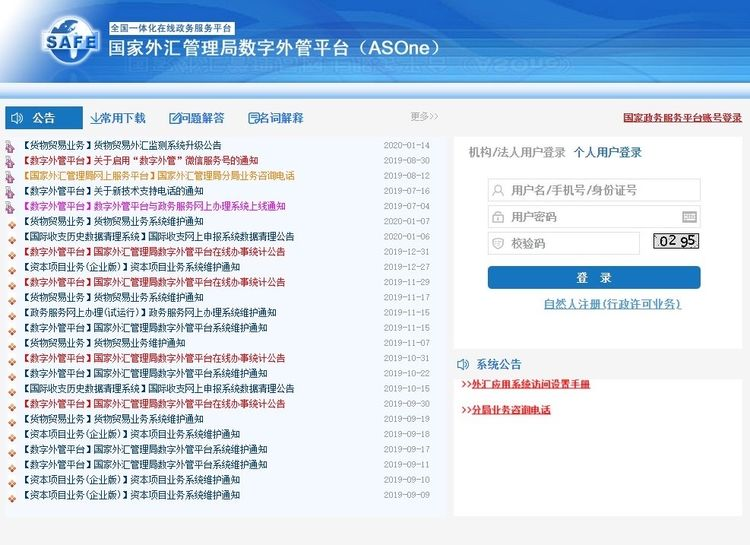 SAFE
全国一体化在线政务服务平台
国家外汇管理局数字外管平台（ASOne）
公告 常用下载 问题解答 名词解释 更多>>
国家政务服务平台账号登录
【货物贸易业务】货物贸易外汇监测系统升级公告 2020-01-14
【数字外管平台】关于启用“数字外管”微信服务号的通知 2019-08-30
【国家外汇管理局网上服务平台】国家外汇管理局分局业务咨询电话 2019-08-12
【数字外管平台】关于新技术支持电话的通知 2019-07-16
【数字外管平台】数字外管平台与政务服务网上办理系统上线通知 2019-07-04
【货物贸易业务】货物贸易业务系统维护通知 2020-01-07
【国际收支历史数据清理系统】国际收支网上申报系统数据清理公告 2020-01-06
【数字外管平台】国家外汇管理局数字外管平台在线办事统计公告 2019-12-31
【资本项目业务(企业版)】资本项目业务系统维护通知 2019-12-27
【数字外管平台】国家外汇管理局数字外管平台在线办事统计公告 2019-11-29
【货物贸易业务】货物贸易业务系统维护通知 2019-11-17
【政务服务网上办理(试运行)】政务服务网上办理系统维护通知 2019-11-15
【数字外管平台】国家外汇管理局数字外管平台系统维护通知 2019-11-15
【货物贸易业务】货物贸易业务维护通知 2019-11-02
【数字外管平台】国家外汇管理局数字外管平台在线办事统计公告 2019-10-31
【数字外管平台】国家外汇管理局数字外管平台系统维护通知 2019-10-22
【国际收支历史数据清理系统】国际收支网上申报系统数据清理公告 2019-10-15
【数字外管平台】国家外汇管理局数字外管平台在线办事统计公告 2019-09-30
【货物贸易业务】货物贸易业务系统维护通知 2019-09-19
【资本项目业务(企业版)】资本项目业务系统维护通知 2019-09-18
【数字外管平台】国家外汇管理局数字外管平台系统维护通知 2019-09-17
【数字外管平台】国家外汇管理局数字外管平台系统维护通知 2019-09-11
【资本项目业务(企业版)】资本项目业务系统维护通知 2019-09-10
【资本项目业务(企业版)】资本项目业务系统维护通知 2019-09-09
机构/法人用户登录 个人用户登录
用户名/手机号/身份证号
用户密码
校验码 0295
登 录
自然人注册(行政许可业务)
系统公告
>>外汇应用系统访问设置手册
>>分局业务咨询电话